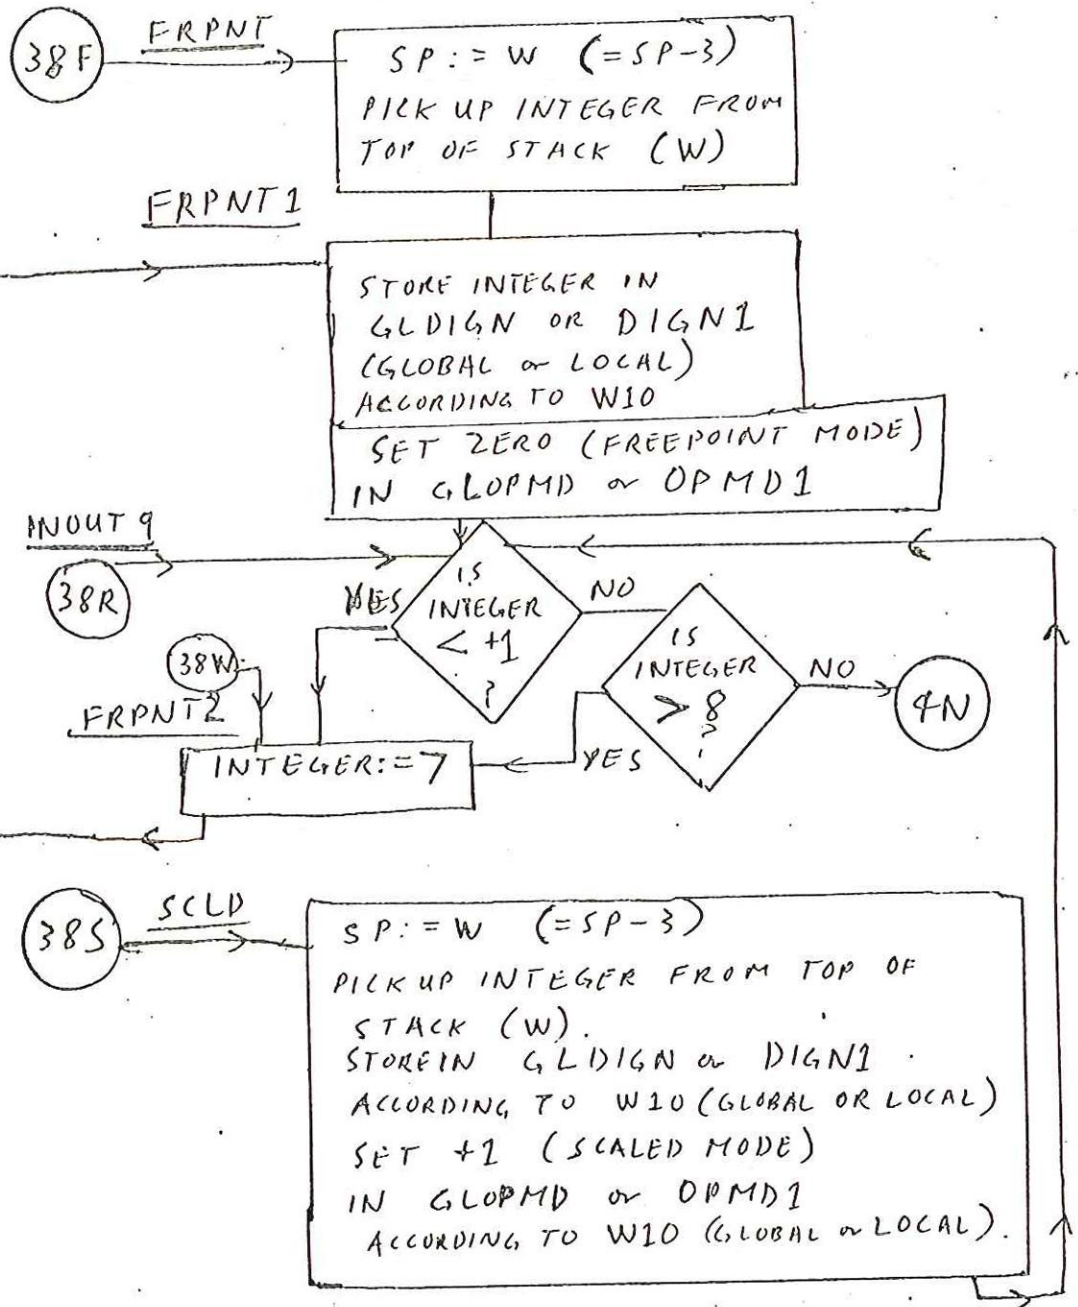 38F
FRPNT
SP := W (=SP-3)
PICK UP INTEGER FROM
TOP OF STACK (W)
FRPNT1
STORE INTEGER IN
GLDIGN OR DIGN1
(GLOBAL or LOCAL)
ACCORDING TO W10
SET ZERO (FREEPOINT MODE)
IN GLOPMD or OPMD1
INOUT9
38R
IS
INTEGER
< +1
?
YES
NO
IS
INTEGER
> 8
?
NO
4N
YES
38W
FRPNT2
INTEGER:=7
38S
SCLD
SP:=W (=SP-3)
PICK UP INTEGER FROM TOP OF
STACK (W).
STORE IN GLDIGN or DIGN1
ACCORDING TO W10 (GLOBAL OR LOCAL)
SET +1 (SCALED MODE)
IN GLOPMD or OPMD1
ACCORDING TO W10 (GLOBAL or LOCAL).